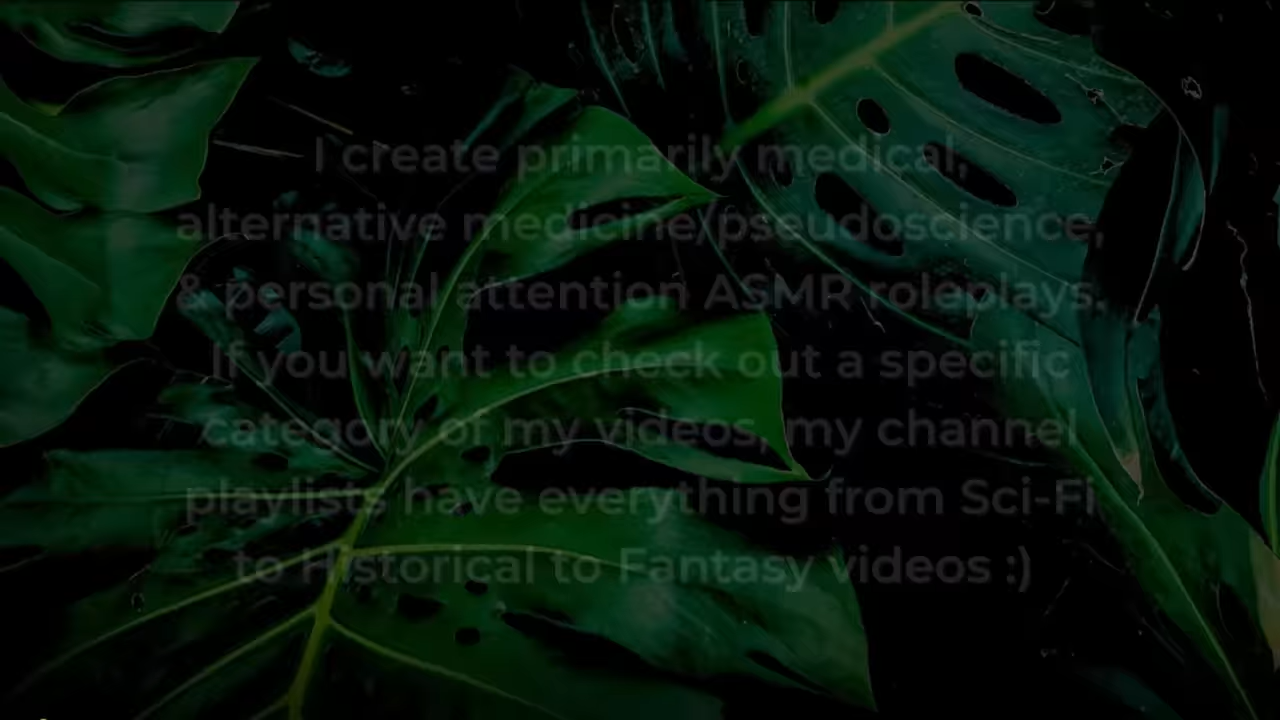 I create primarily medical,
alternative medicine/pseudoscience,
& personal attention ASMR roleplays.
If you want to check out a specific
category of my videos, my channel
playlists have everything from Sci-Fi
to Historical to Fantasy videos :)